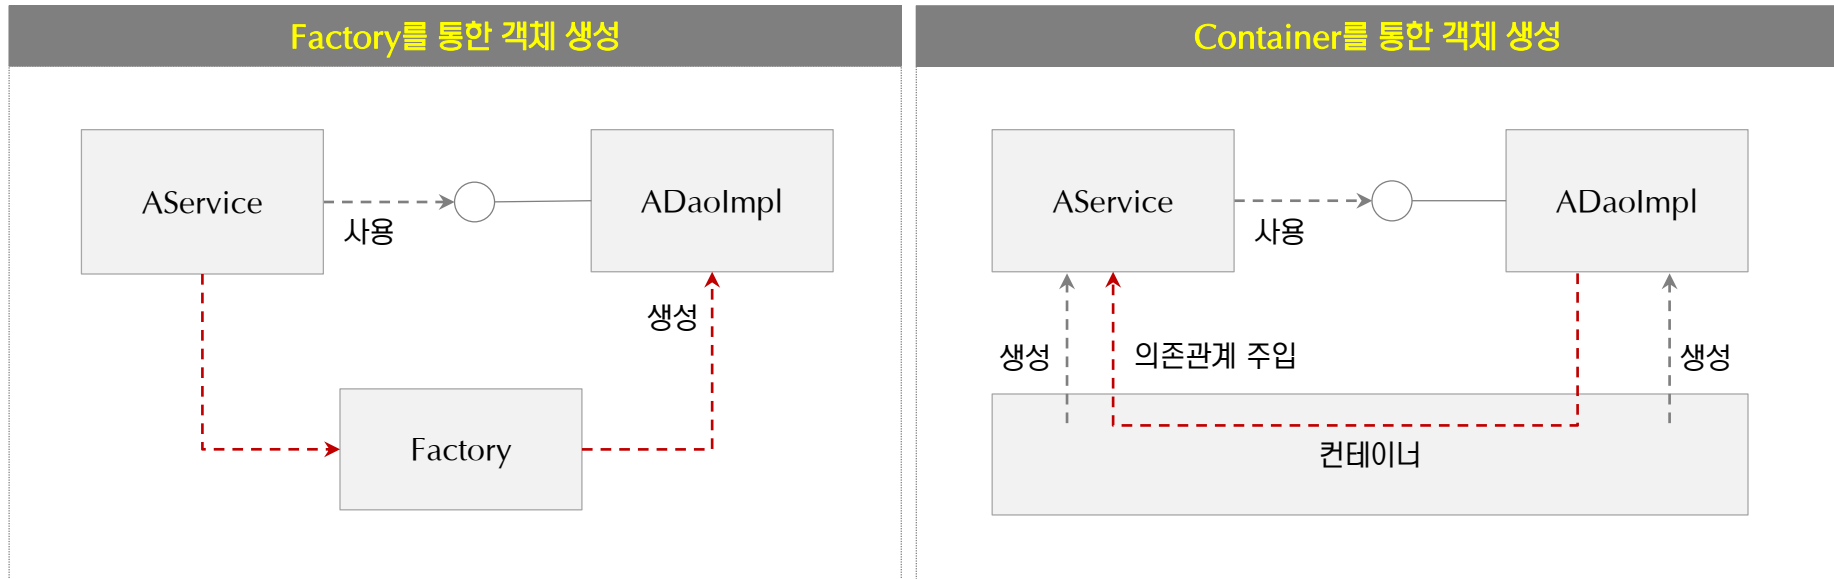 Factory를 통한 객체 생성
AService
사용
ADaoImpl
생성
Factory
Container를 통한 객체 생성
AService
사용
ADaoImpl
생성
의존관계 주입
생성
컨테이너